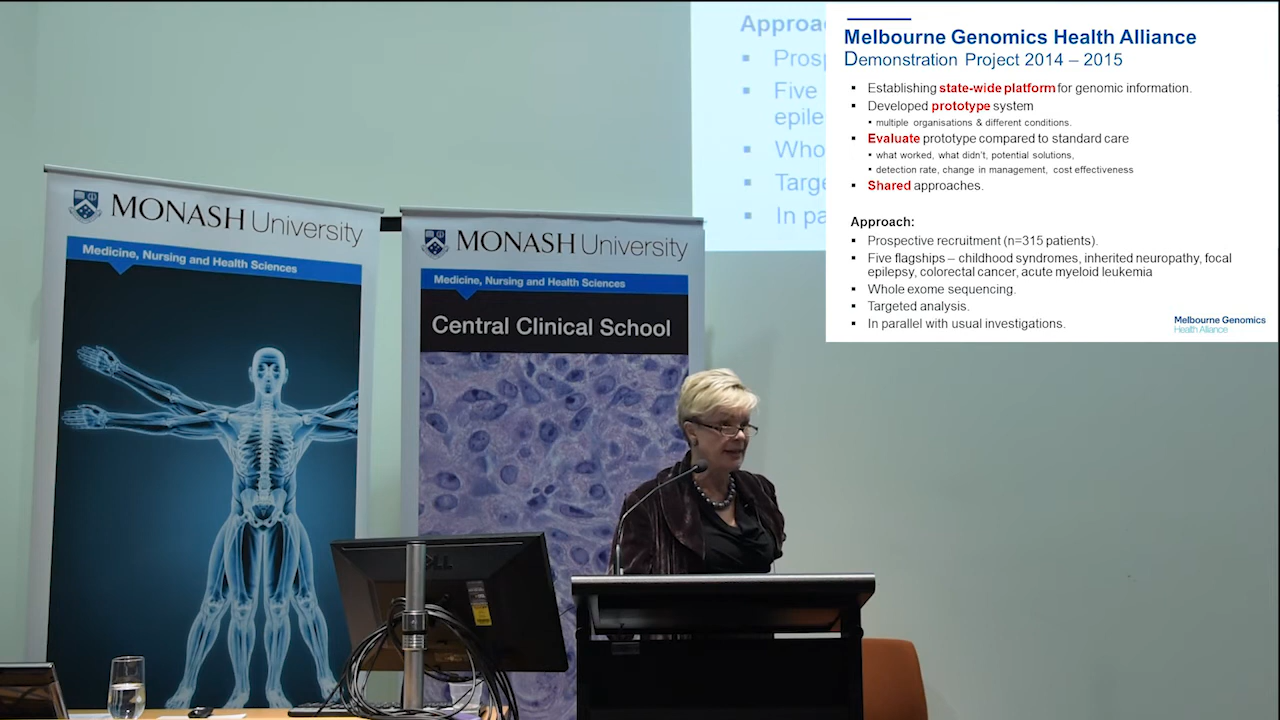 Melbourne Genomics Health Alliance
Demonstration Project 2014 – 2015
▪ Establishing state-wide platform for genomic information.
▪ Developed prototype system
▪ multiple organisations & different conditions.
▪ Evaluate prototype compared to standard care
▪ what worked, what didn't, potential solutions,
▪ detection rate, change in management, cost effectiveness
▪ Shared approaches.
Approach:
▪ Prospective recruitment (n=315 patients).
▪ Five flagships – childhood syndromes, inherited neuropathy, focal
epilepsy, colorectal cancer, acute myeloid leukemia
▪ Whole exome sequencing.
▪ Targeted analysis.
▪ In parallel with usual investigations.
Melbourne Genomics
Health Alliance
Approa
▪ Prosp
▪ Five
epile
▪ Who
▪ Targe
▪ In pa
MONASH University
Medicine, Nursing and Health Sciences
MONASH University
Medicine, Nursing and Health Sciences
Central Clinical School
DELL